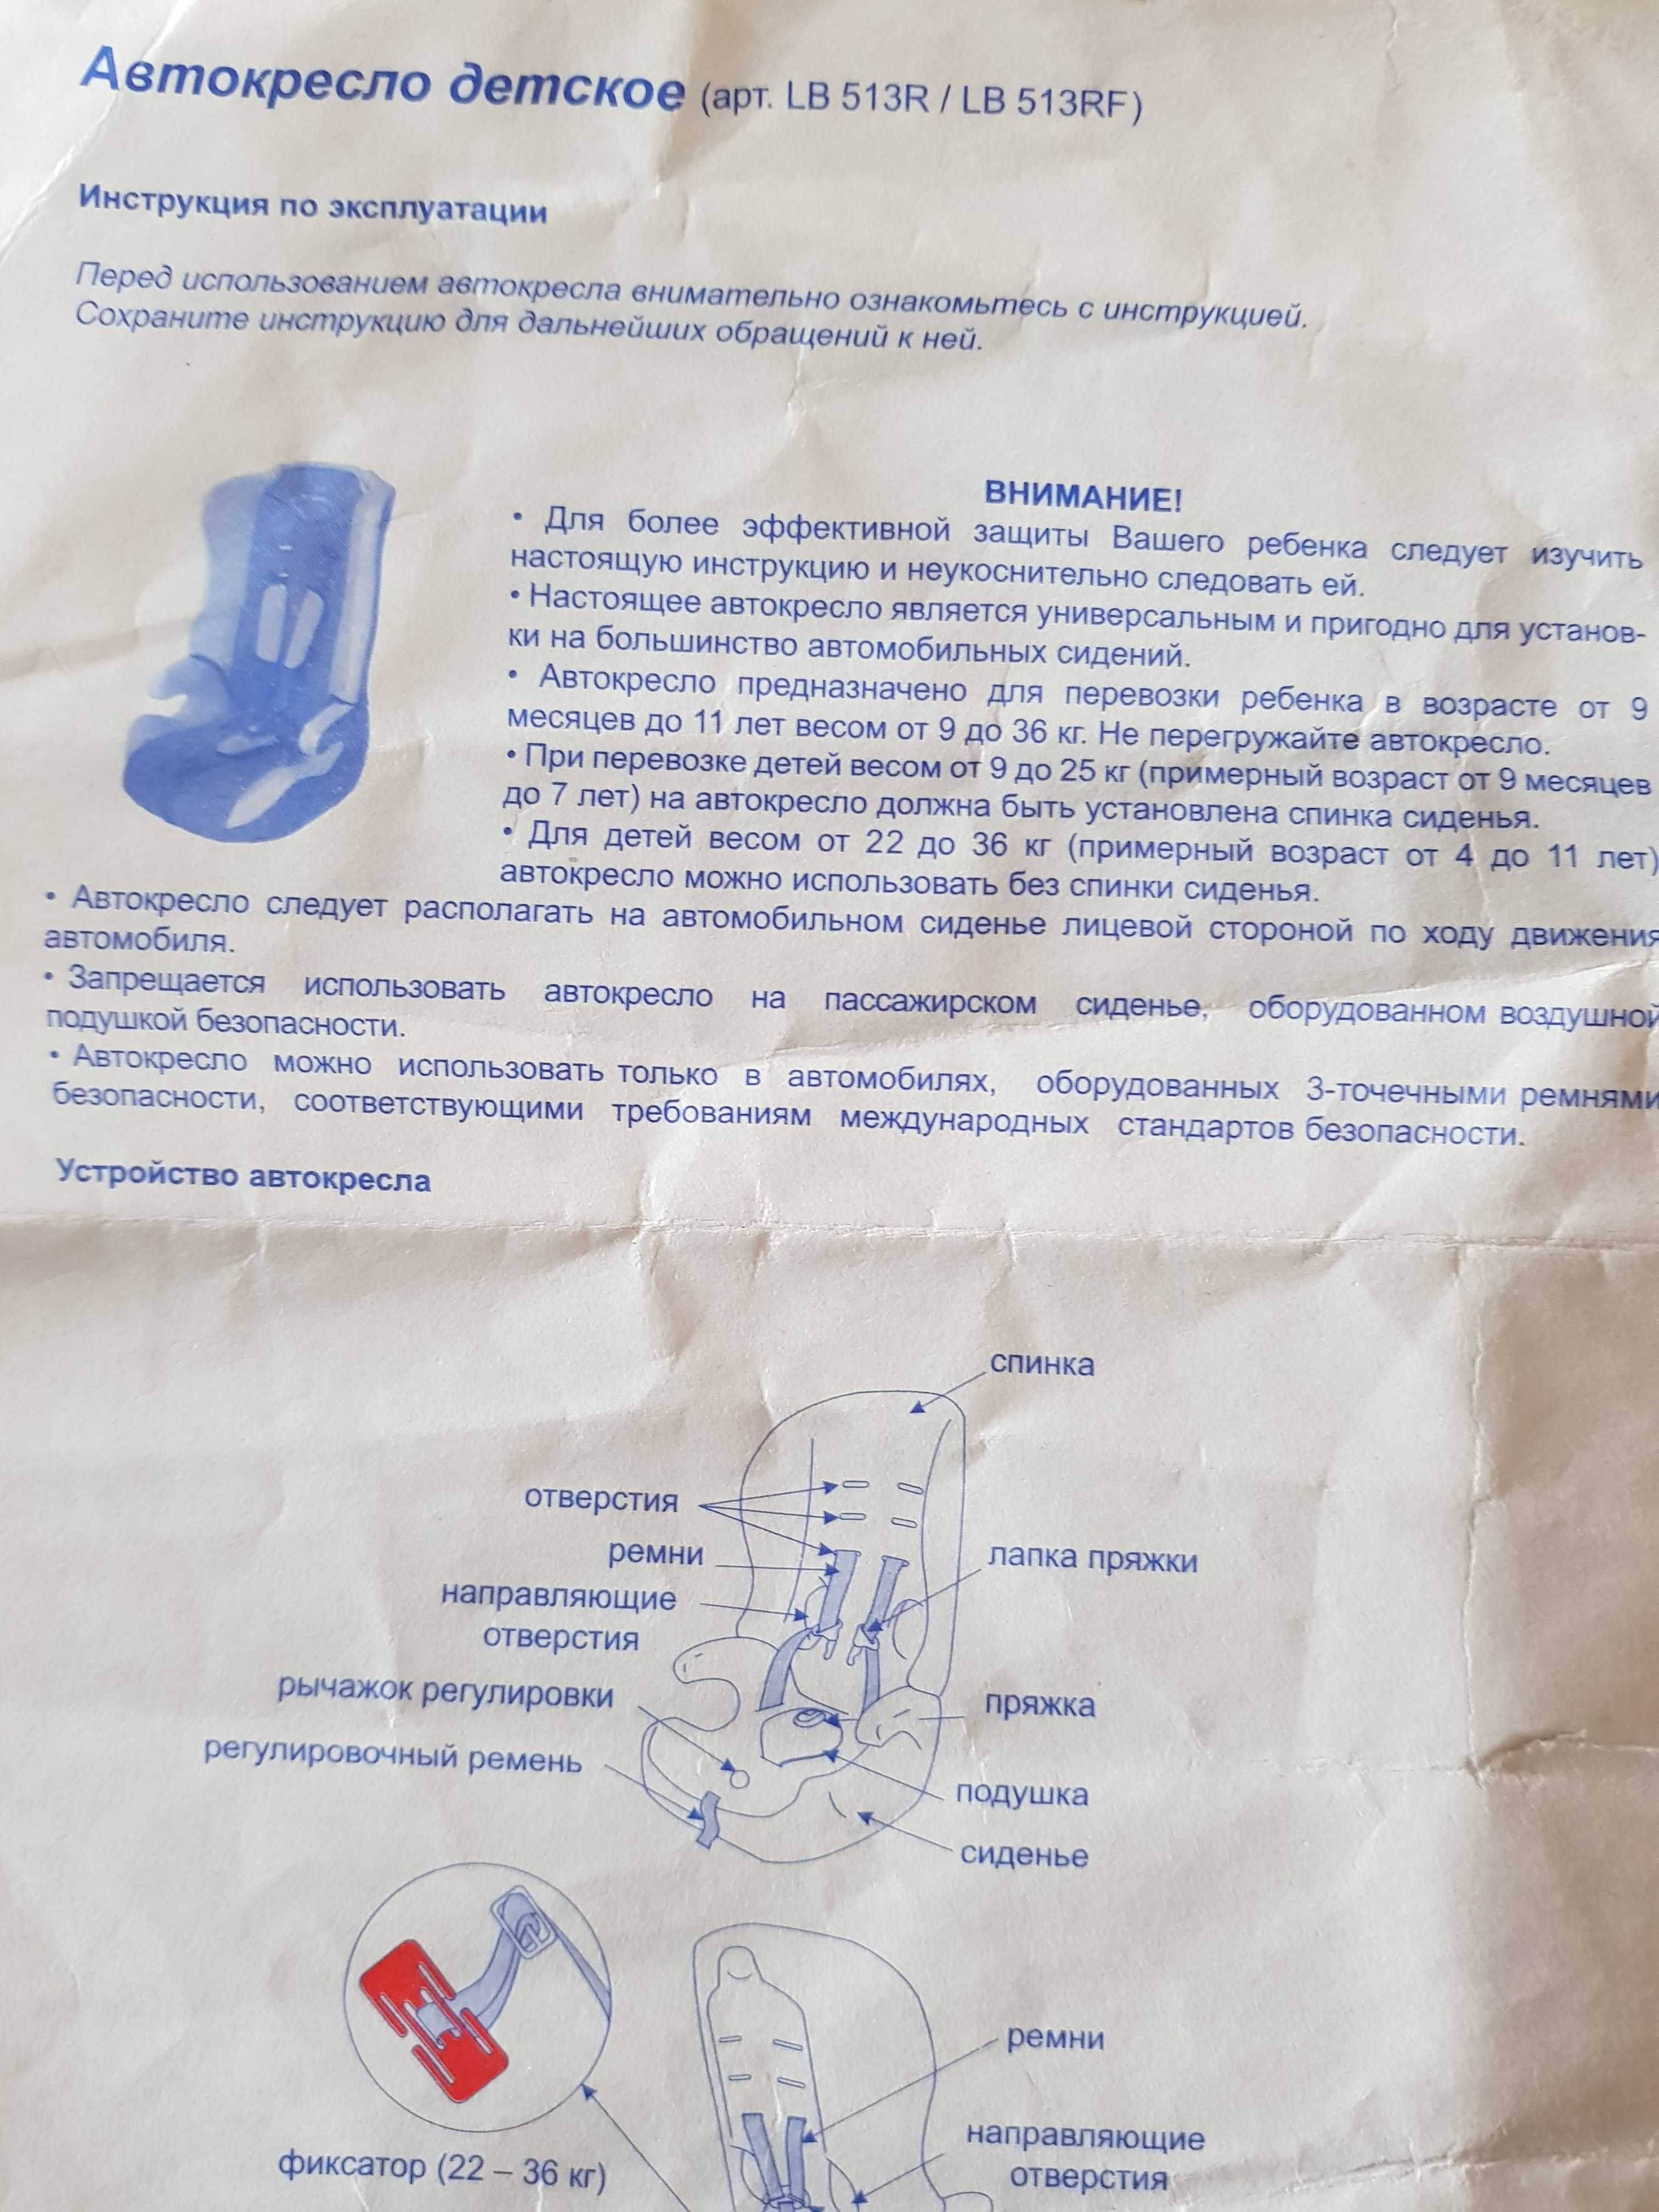 Автокресло детское (арт. LB 513R / LB 513RF)
Инструкция по эксплуатации
Перед использованием автокресла внимательно ознакомьтесь с инструкцией.
Сохраните инструкцию для дальнейших обращений к ней.
ВНИМАНИЕ!
• Для более эффективной защиты Вашего ребенка следует изучить
настоящую инструкцию и неукоснительно следовать ей.
• Настоящее автокресло является универсальным и пригодно для установ-
ки на большинство автомобильных сидений.
• Автокресло предназначено для перевозки ребенка в возрасте от 9
месяцев до 11 лет весом от 9 до 36 кг. Не перегружайте автокресло.
• При перевозке детей весом от 9 до 25 кг (примерный возраст от 9 месяцев
до 7 лет) на автокресло должна быть установлена спинка сиденья.
• Для детей весом от 22 до 36 кг (примерный возраст от 4 до 11 лет)
автокресло можно использовать без спинки сиденья.
• Автокресло следует располагать на автомобильном сиденье лицевой стороной по ходу движения
автомобиля.
• Запрещается использовать автокресло на пассажирском сиденье, оборудованном воздушной
подушкой безопасности.
• Автокресло можно использовать только в автомобилях, оборудованных 3-точечными ремнями
безопасности, соответствующими требованиям международных стандартов безопасности.
Устройство автокресла
спинка
отверстия
ремни
лапка пряжки
направляющие
отверстия
рычажок регулировки
пряжка
регулировочный ремень
подушка
сиденье
ремни
направляющие
отверстия
фиксатор (22 – 36 кг)